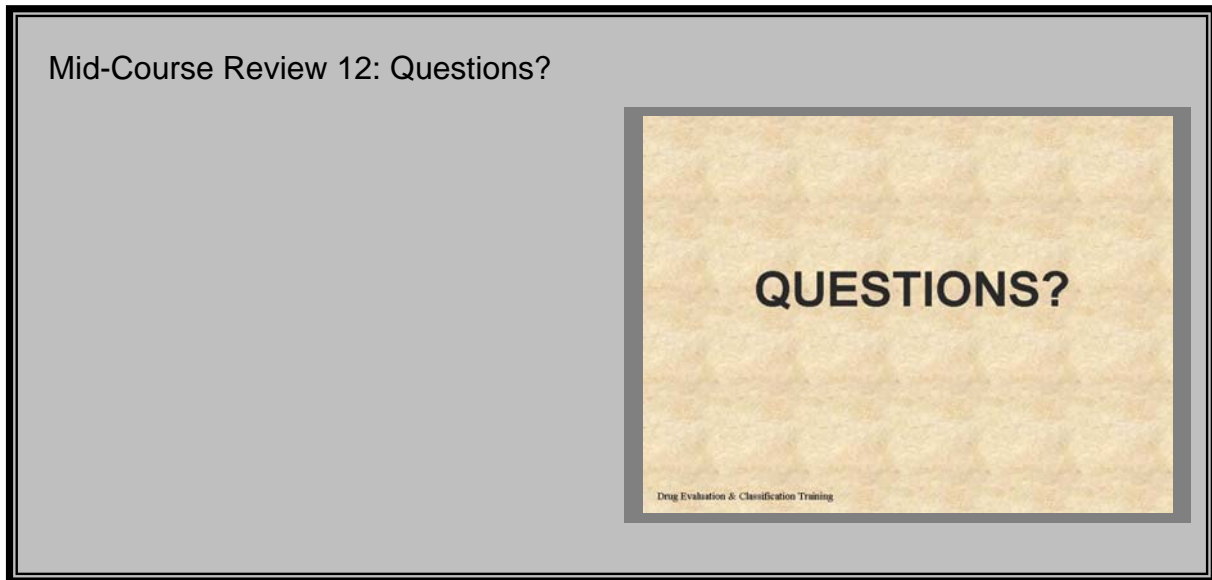 Mid-Course Review 12: Questions?
QUESTIONS?
Drug Evaluation & Classification Training